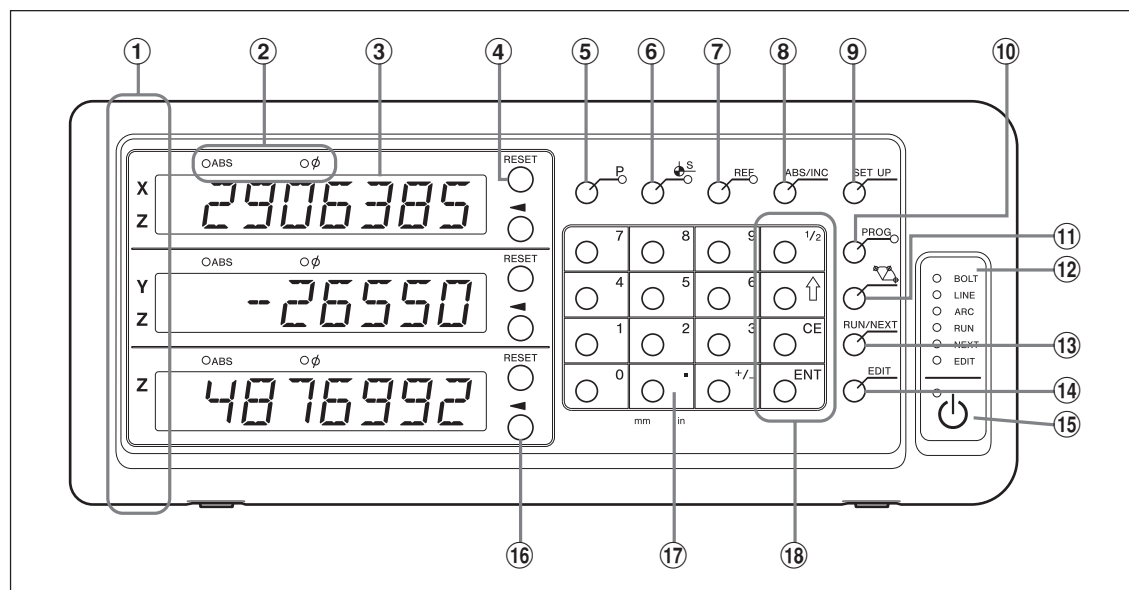 ① ② ③ ④ ⑤ ⑥ ⑦ ⑧ ⑨ ⑩
ABS ϕ RESET
X
Z
2906385
ABS ϕ RESET
Y
Z
-26550
ABS ϕ RESET
Z
4876992
P S REF ABS/INC SET UP
7 8 9 1/2
4 5 6
1 2 3 CE
0 . +/- ENT
mm in
PROG
RUN/NEXT
EDIT
⑪
⑫
BOLT
LINE
ARC
RUN
NEXT
EDIT
⑬
⑭
⑮
⑯ ⑰ ⑱